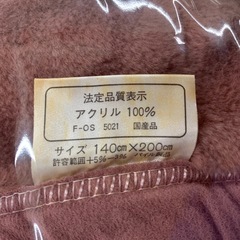 法定品質表示
アクリル 100%
F-OS 5021 国産品
サイズ 140cm×200cm
許容範囲+5%−3%